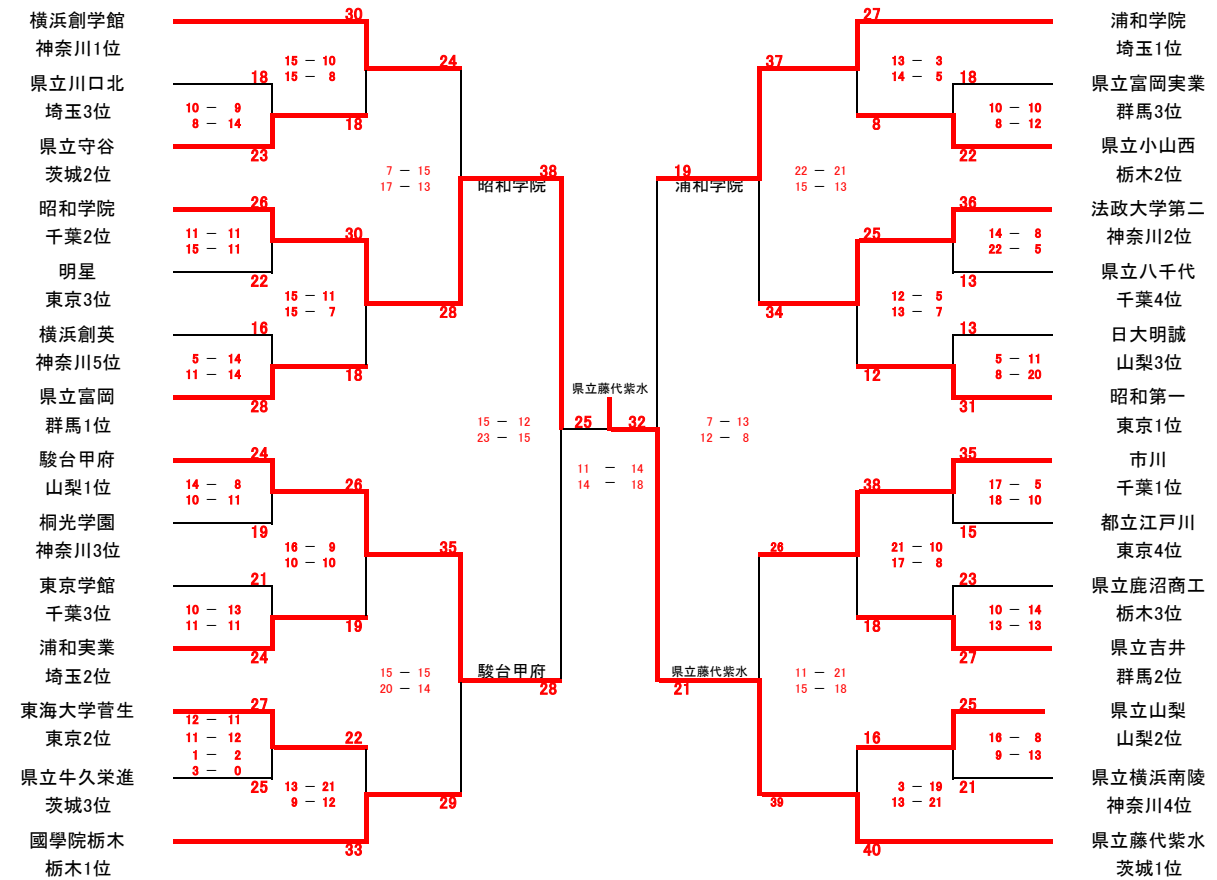 横浜創学館
神奈川1位
県立川口北
埼玉3位
県立守谷
茨城2位
昭和学院
千葉2位
明星
東京3位
横浜創英
神奈川5位
県立富岡
群馬1位
駿台甲府
山梨1位
桐光学園
神奈川3位
東京学館
千葉3位
浦和実業
埼玉2位
東海大学菅生
東京2位
県立牛久栄進
茨城3位
國學院栃木
栃木1位
30
18
10 － 9
8 － 14
23
26
11 － 11
15 － 11
22
16
5 － 14
11 － 14
28
24
14 － 8
10 － 11
19
21
10 － 13
11 － 11
24
27
12 － 11
11 － 12
1 － 2
3 － 0
25
33
15 － 10
15 － 8
18
30
15 － 11
15 － 7
18
26
16 － 9
10 － 10
19
22
13 － 21
9 － 12
24
7 － 15
17 － 13
28
35
15 － 15
20 － 14
29
38
昭和学院
15 － 12
23 － 15
駿台甲府
28
県立藤代紫水
25
32
11 － 14
14 － 18
19
浦和学院
7 － 13
12 － 8
県立藤代紫水
21
37
22 － 21
15 － 13
34
26
11 － 21
15 － 18
39
27
13 － 3
14 － 5
8
25
12 － 5
13 － 7
12
38
21 － 10
17 － 8
18
16
3 － 19
13 － 21
40
18
10 － 10
8 － 12
22
36
14 － 8
22 － 5
13
13
5 － 11
8 － 20
31
35
17 － 5
18 － 10
15
23
10 － 14
13 － 13
27
25
16 － 8
9 － 13
21
浦和学院
埼玉1位
県立富岡実業
群馬3位
県立小山西
栃木2位
法政大学第二
神奈川2位
県立八千代
千葉4位
日大明誠
山梨3位
昭和第一
東京1位
市川
千葉1位
都立江戸川
東京4位
県立鹿沼商工
栃木3位
県立吉井
群馬2位
県立山梨
山梨2位
県立横浜南陵
神奈川4位
県立藤代紫水
茨城1位